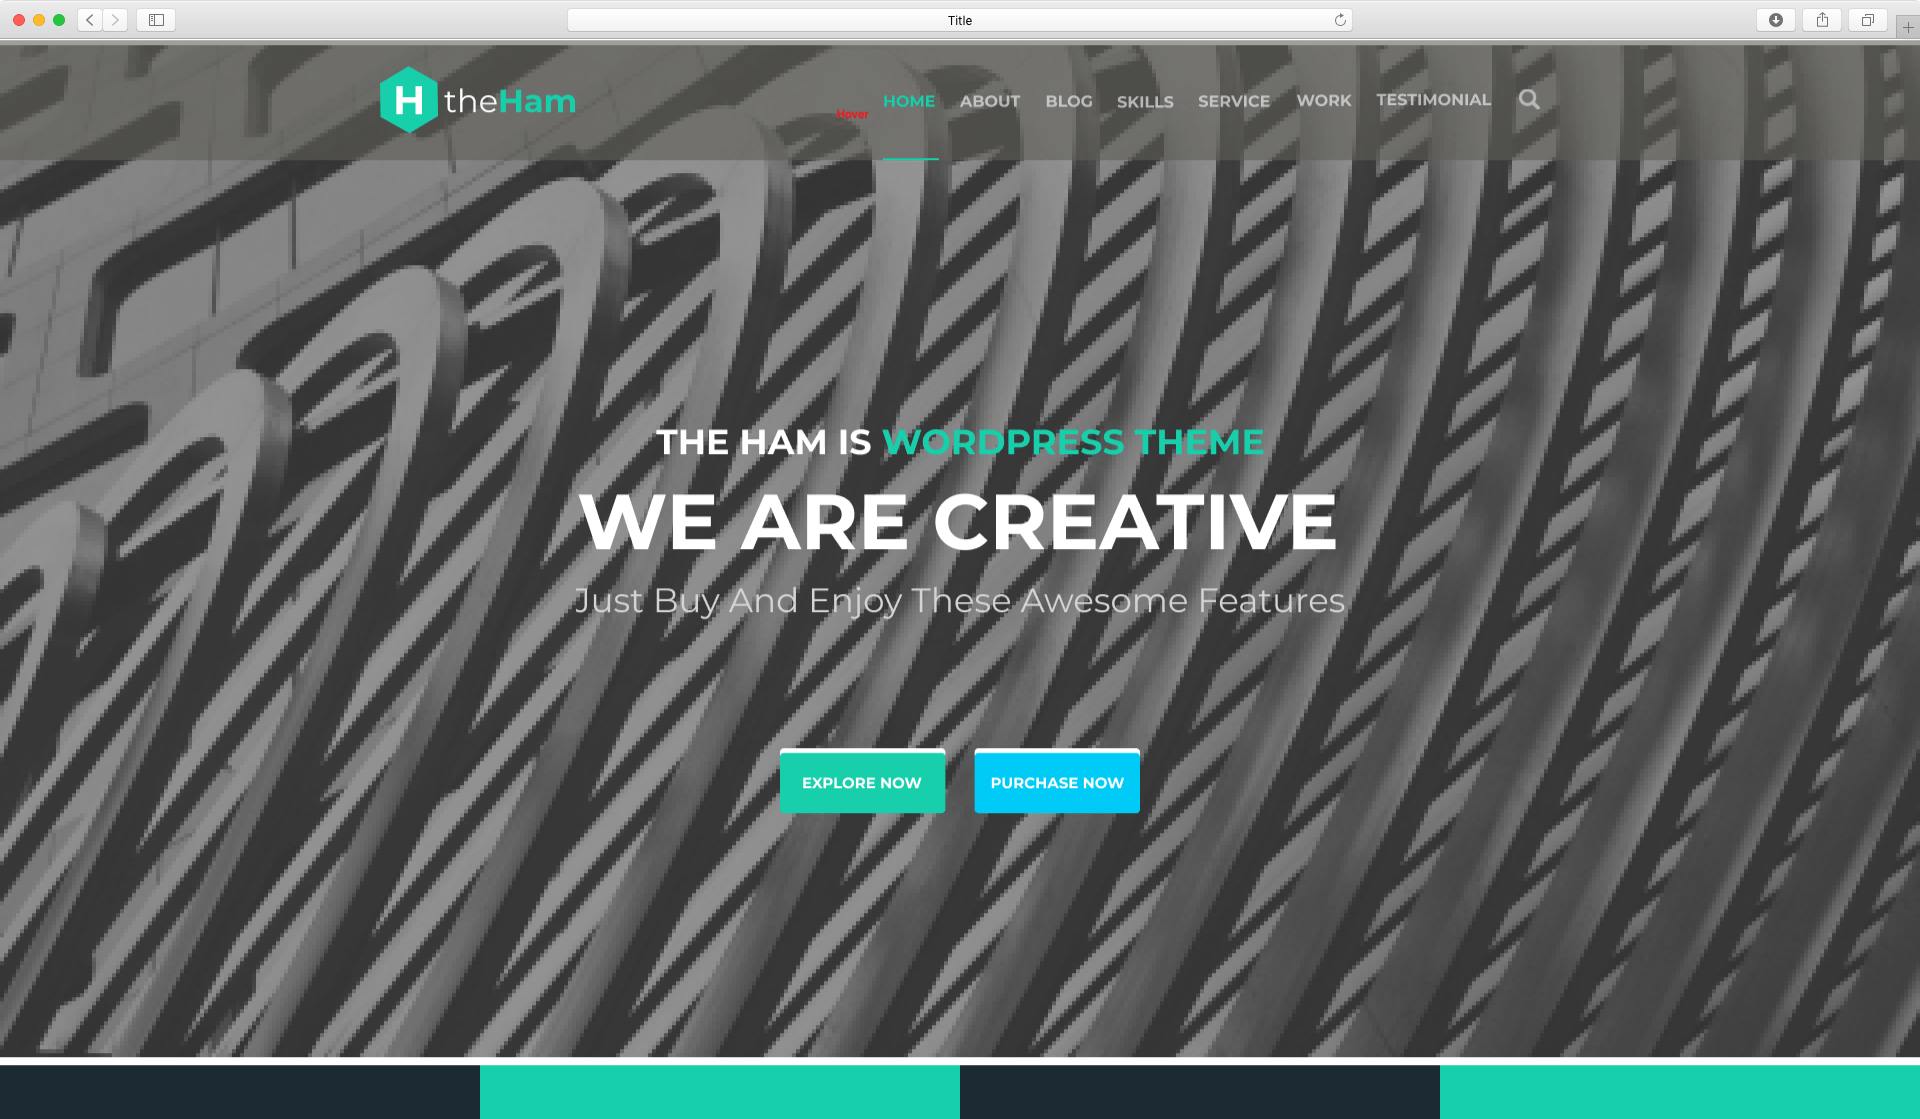 Title
H theHam
Hover
HOME ABOUT BLOG SKILLS SERVICE WORK TESTIMONIAL
THE HAM IS WORDPRESS THEME
WE ARE CREATIVE
Just Buy And Enjoy These Awesome Features
EXPLORE NOW
PURCHASE NOW